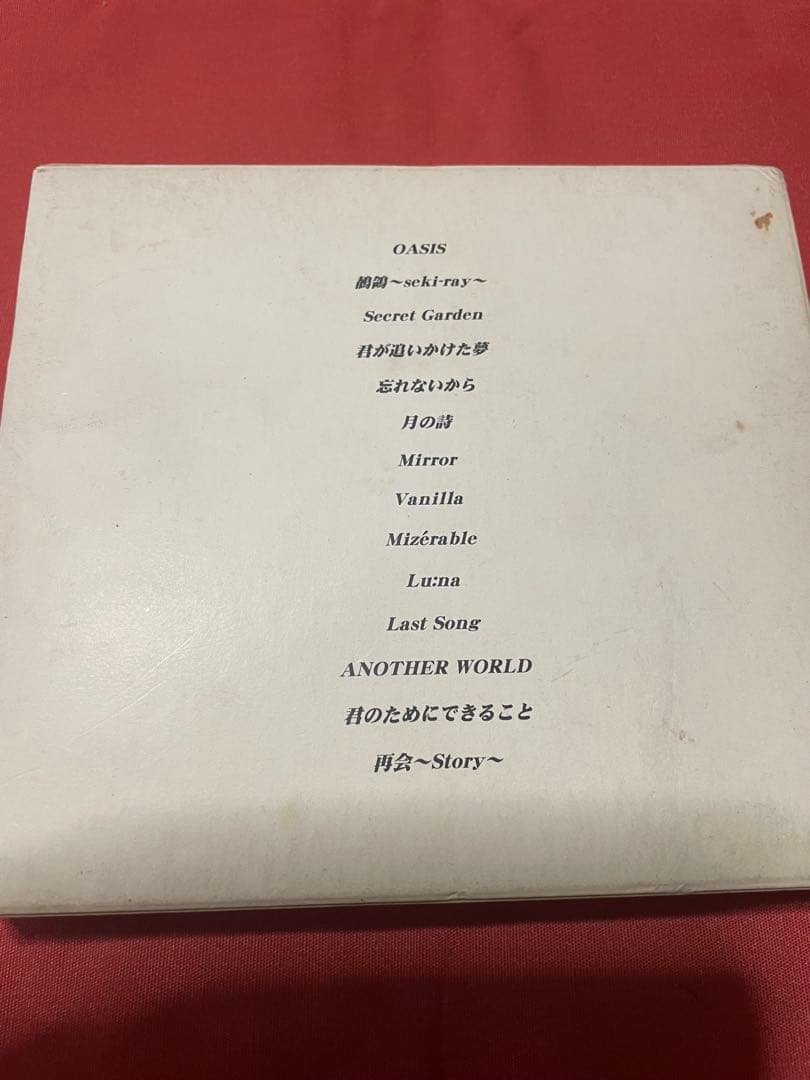 OASIS
鶺鴒～seki-ray～
Secret Garden
君が追いかけた夢
忘れないから
月の詩
Mirror
Vanilla
Mizérable
Lu:na
Last Song
ANOTHER WORLD
君のためにできること
再会～Story～